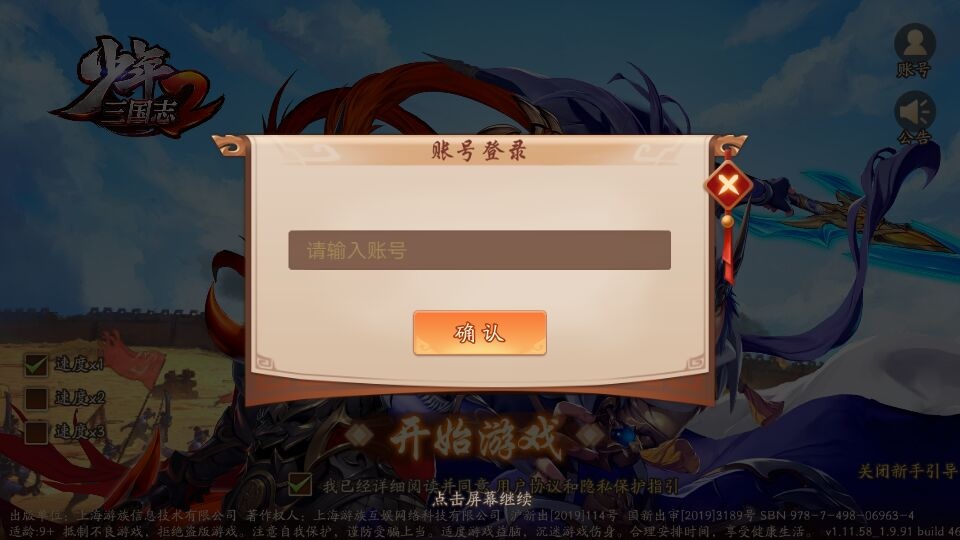 少年
三国志2
账号
公告
账号登录
请输入账号
确认
速度x1
速度x2
速度x3
开始游戏
关闭新手引导
我已经详细阅读并同意 用户协议和隐私保护指引
点击屏幕继续
出版单位：上海游族信息技术有限公司 著作权人：上海游族互娱网络科技有限公司 沪新出[2019]114号 国新出审[2019]3189号 SBN 978-7-498-06963-4
适龄:9+ 抵制不良游戏，拒绝盗版游戏。注意自我保护，谨防受骗上当。适度游戏益脑，沉迷游戏伤身。合理安排时间，享受健康生活。 v1.11.58_1.9.91 build 46